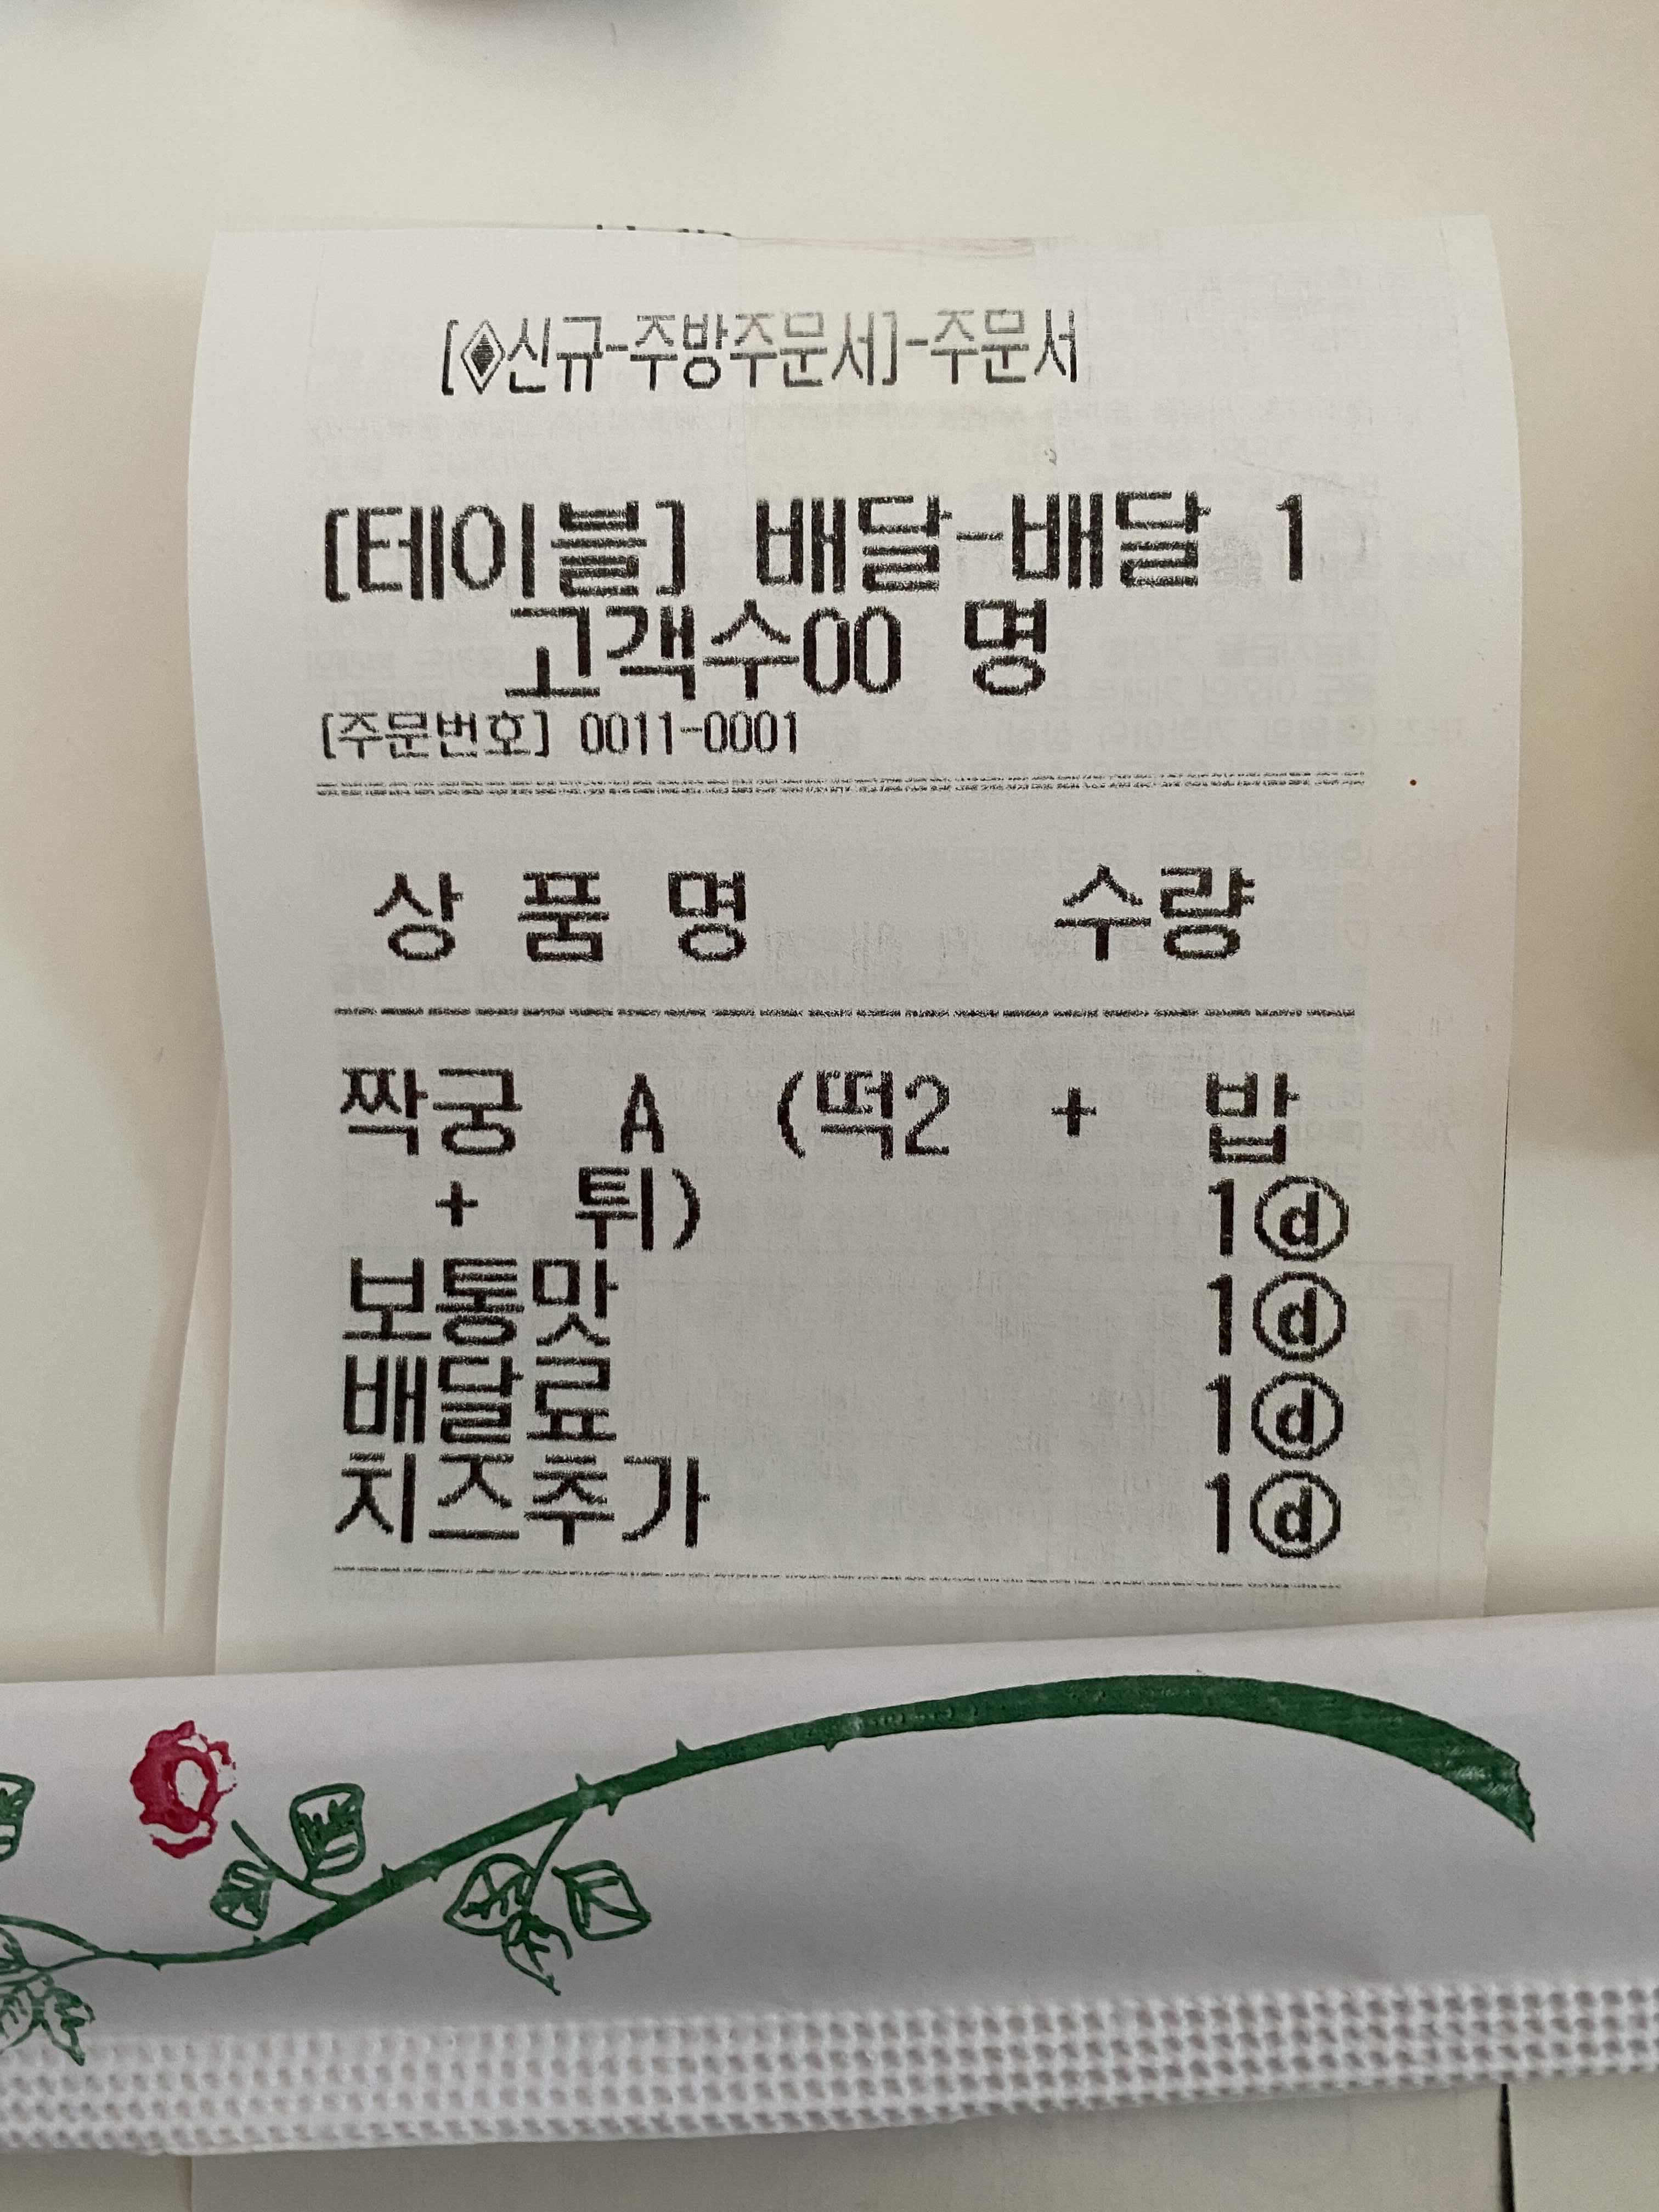 [◈신규-주방주문서]-주문서
[테이블] 배달-배달 1
고객수00 명
[주문번호] 0011-0001
상 품 명 수량
짝궁 A (떡2 + 밥
+ 튀) 1ⓓ
보통맛 1ⓓ
배달료 1ⓓ
치즈추가 1ⓓ